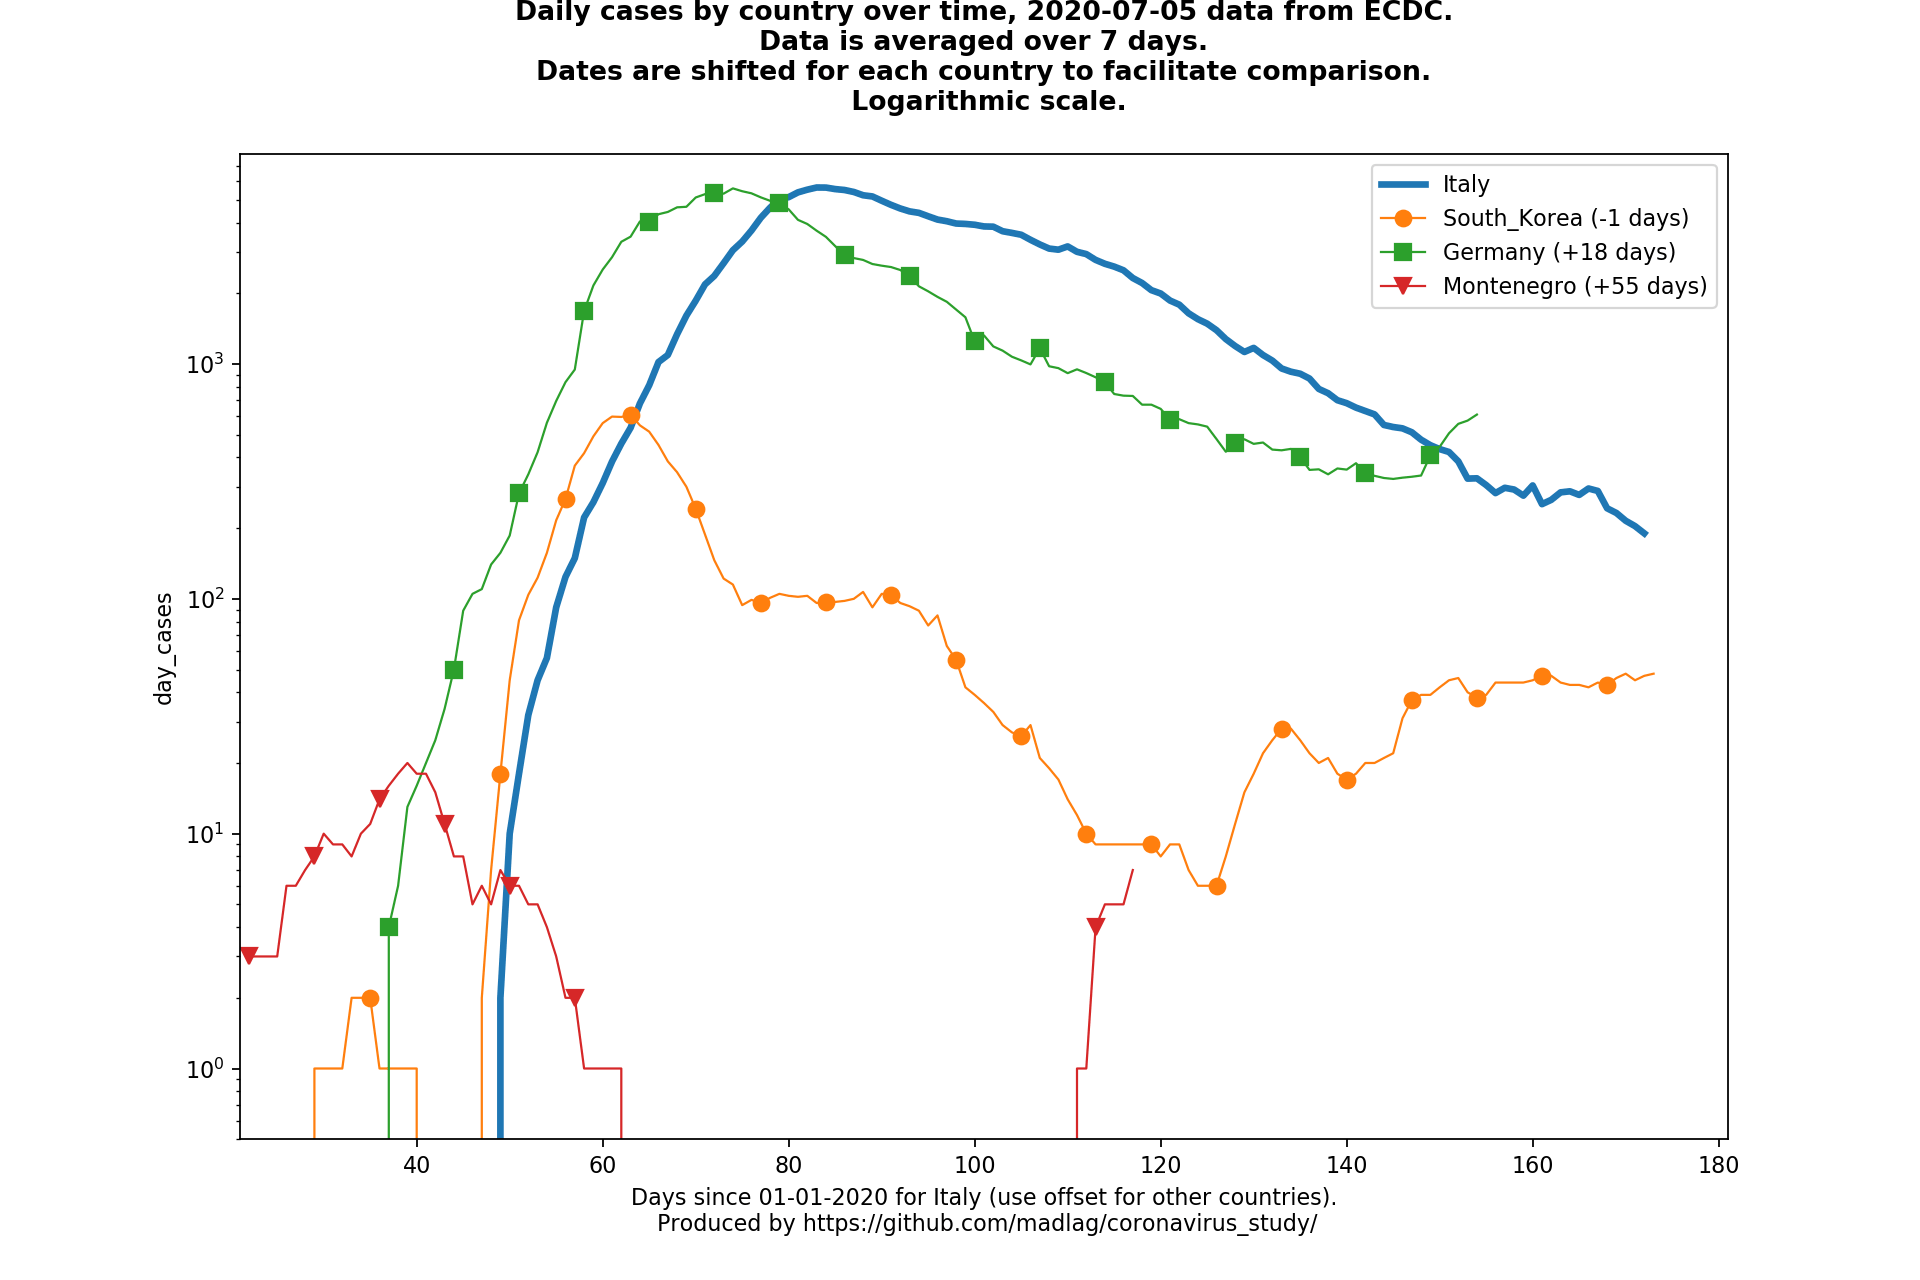 Daily cases by country over time, 2020-07-05 data from ECDC.
Data is averaged over 7 days.
Dates are shifted for each country to facilitate comparison.
Logarithmic scale.
Italy
South_Korea (-1 days)
Germany (+18 days)
Montenegro (+55 days)
day_cases
10³
10²
10¹
10⁰
40 60 80 100 120 140 160 180
Days since 01-01-2020 for Italy (use offset for other countries).
Produced by https://github.com/madlag/coronavirus_study/